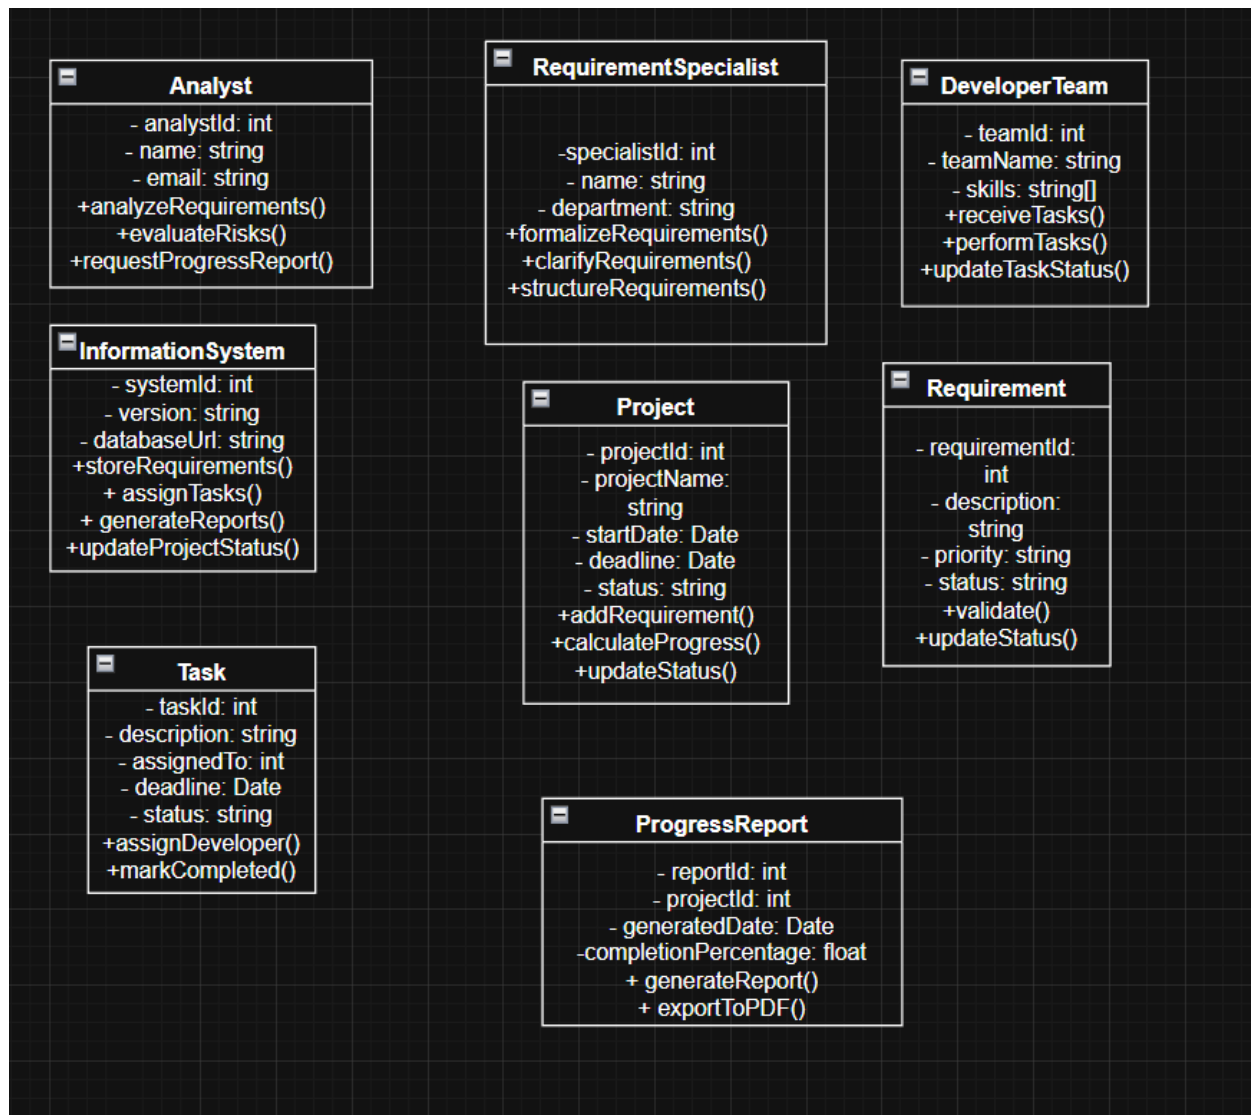 Analyst
- analystId: int
- name: string
- email: string
+analyzeRequirements()
+evaluateRisks()
+requestProgressReport()
RequirementSpecialist
-specialistId: int
- name: string
- department: string
+formalizeRequirements()
+clarifyRequirements()
+structureRequirements()
DeveloperTeam
- teamId: int
- teamName: string
- skills: string[]
+receiveTasks()
+performTasks()
+updateTaskStatus()
InformationSystem
- systemId: int
- version: string
- databaseUrl: string
+storeRequirements()
+ assignTasks()
+ generateReports()
+updateProjectStatus()
Project
- projectId: int
- projectName:
string
- startDate: Date
- deadline: Date
- status: string
+addRequirement()
+calculateProgress()
+updateStatus()
Requirement
- requirementId:
int
- description:
string
- priority: string
- status: string
+validate()
+updateStatus()
Task
- taskId: int
- description: string
- assignedTo: int
- deadline: Date
- status: string
+assignDeveloper()
+markCompleted()
ProgressReport
- reportId: int
- projectId: int
- generatedDate: Date
-completionPercentage: float
+ generateReport()
+ exportToPDF()